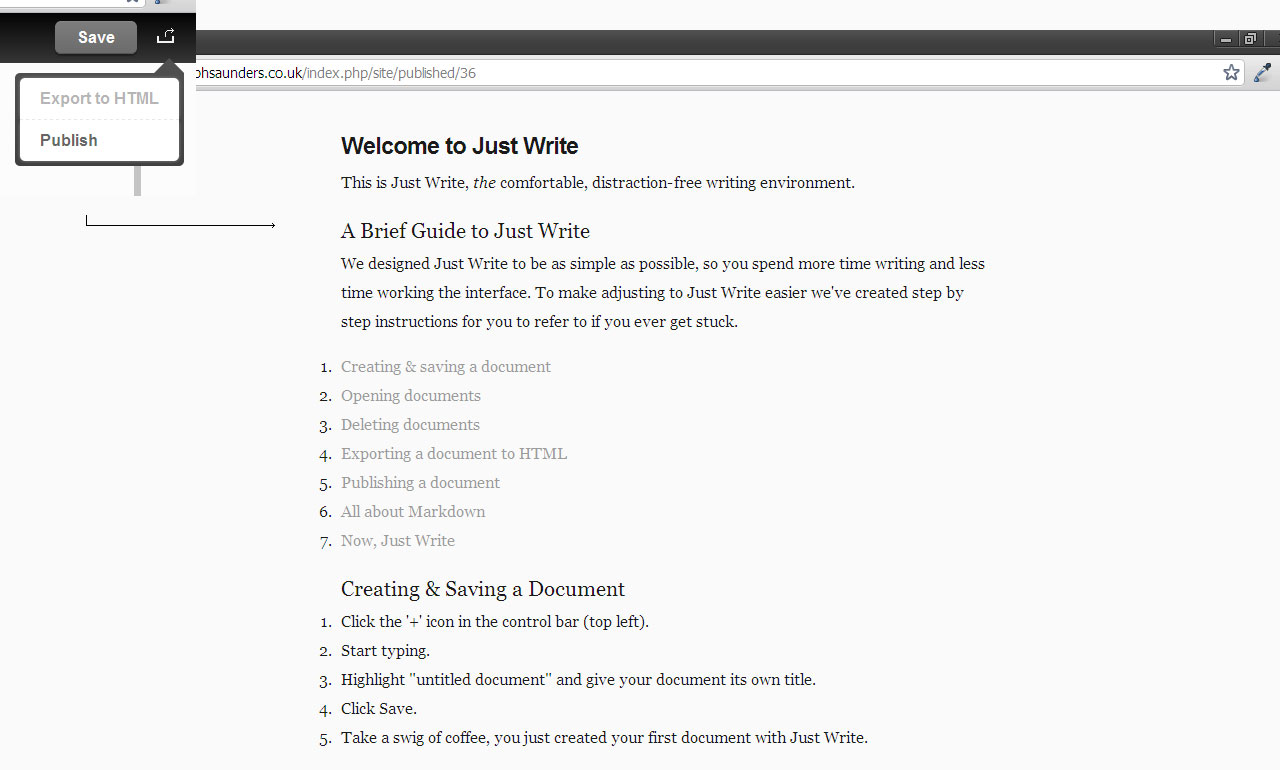 Save
Export to HTML
Publish
ohsaunders.co.uk/index.php/site/published/36
Welcome to Just Write
This is Just Write, the comfortable, distraction-free writing environment.
A Brief Guide to Just Write
We designed Just Write to be as simple as possible, so you spend more time writing and less
time working the interface. To make adjusting to Just Write easier we've created step by
step instructions for you to refer to if you ever get stuck.
1. Creating & saving a document
2. Opening documents
3. Deleting documents
4. Exporting a document to HTML
5. Publishing a document
6. All about Markdown
7. Now, Just Write
Creating & Saving a Document
1. Click the '+' icon in the control bar (top left).
2. Start typing.
3. Highlight "untitled document" and give your document its own title.
4. Click Save.
5. Take a swig of coffee, you just created your first document with Just Write.